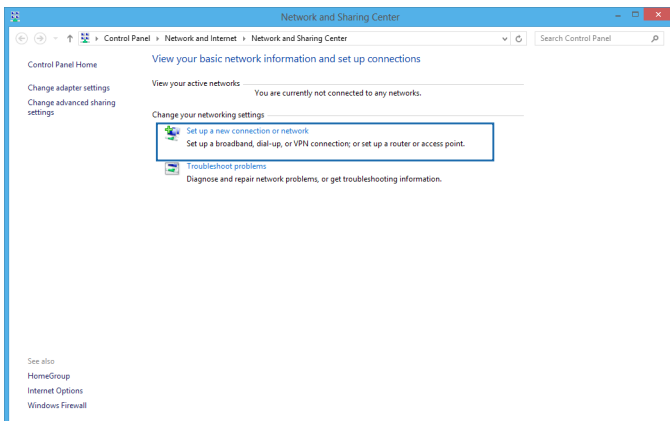 Network and Sharing Center
Control Panel Network and Internet Network and Sharing Center
Search Control Panel
Control Panel Home
Change adapter settings
Change advanced sharing
settings
See also
HomeGroup
Internet Options
Windows Firewall
View your basic network information and set up connections
View your active networks
You are currently not connected to any networks.
Change your networking settings
Set up a new connection or network
Set up a broadband, dial-up, or VPN connection; or set up a router or access point.
Troubleshoot problems
Diagnose and repair network problems, or get troubleshooting information.